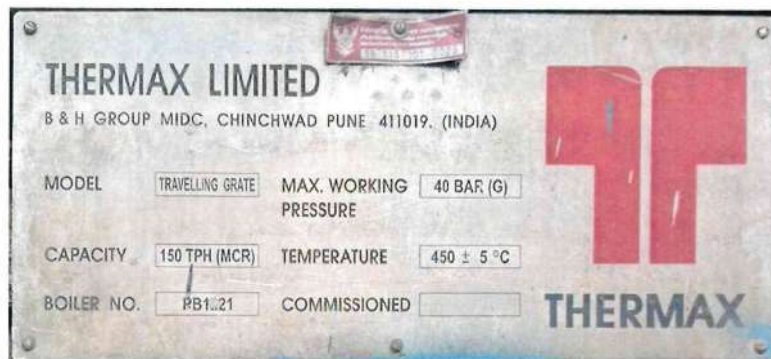 THERMAX LIMITED
B & H GROUP MIDC, CHINCHWAD PUNE 411019. (INDIA)
MODEL TRAVELLING GRATE MAX. WORKING PRESSURE 40 BAR (G)
CAPACITY 150 TPH (MCR) TEMPERATURE 450 ± 5 °C
BOILER NO. COMMISSIONED
THERMAX